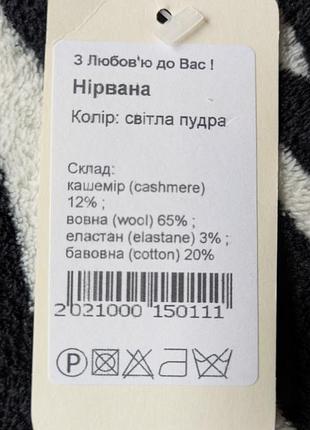 З Любов'ю до Вас !
Нірвана
Колір: світла пудра
Склад:
кашемір (cashmere)
12% ;
вовна (wool) 65% ;
еластан (elastane) 3% ;
бавовна (cotton) 20%
2021000 150111
P